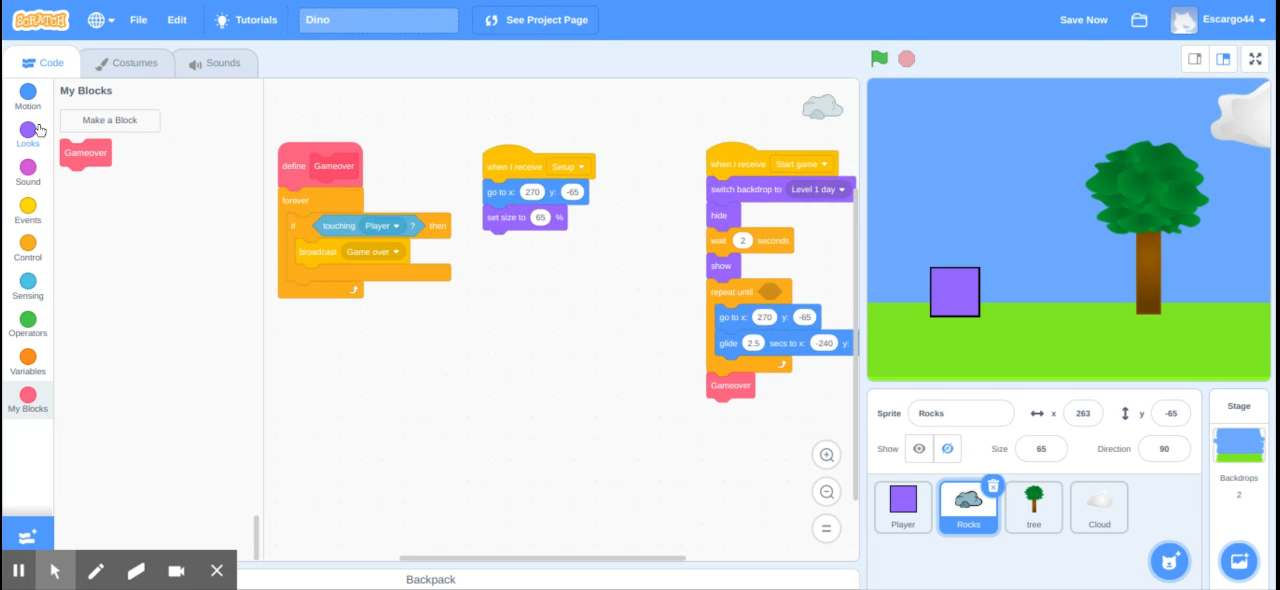 SCRATCH File Edit Tutorials Dino See Project Page Save Now Escargot44
Code Costumes Sounds
Motion
Looks
Sound
Events
Control
Sensing
Operators
Variables
My Blocks
My Blocks
Make a Block
Gameover
define Gameover
forever
if touching Player ? then
broadcast Game over
when I receive Setup
go to x: 270 y: -65
set size to 65 %
when I receive Start game
switch backdrop to Level 1 day
hide
wait 2 seconds
show
repeat until
go to x: 270 y: -65
glide 2.5 secs to x: -240 y:
Gameover
Backpack
Sprite Rocks x 263 y -65
Show Size 65 Direction 90
Player Rocks tree Cloud
Stage
Backdrops
2